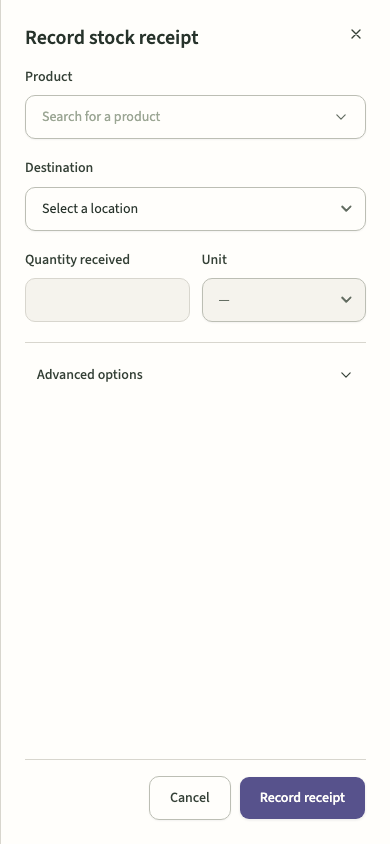 Record stock receipt
Product
Search for a product
Destination
Select a location
Quantity received
Unit
—
Advanced options
Cancel
Record receipt